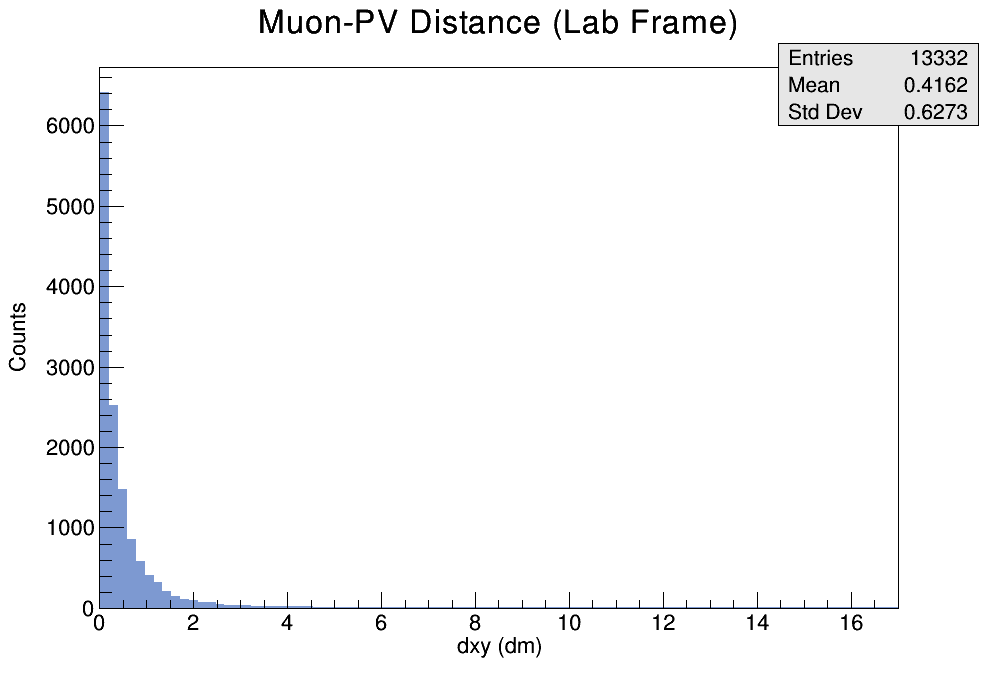 Muon-PV Distance (Lab Frame)
Entries 13332
Mean 0.4162
Std Dev 0.6273
6000
5000
4000
3000
2000
1000
0
Counts
0 2 4 6 8 10 12 14 16
dxy (dm)